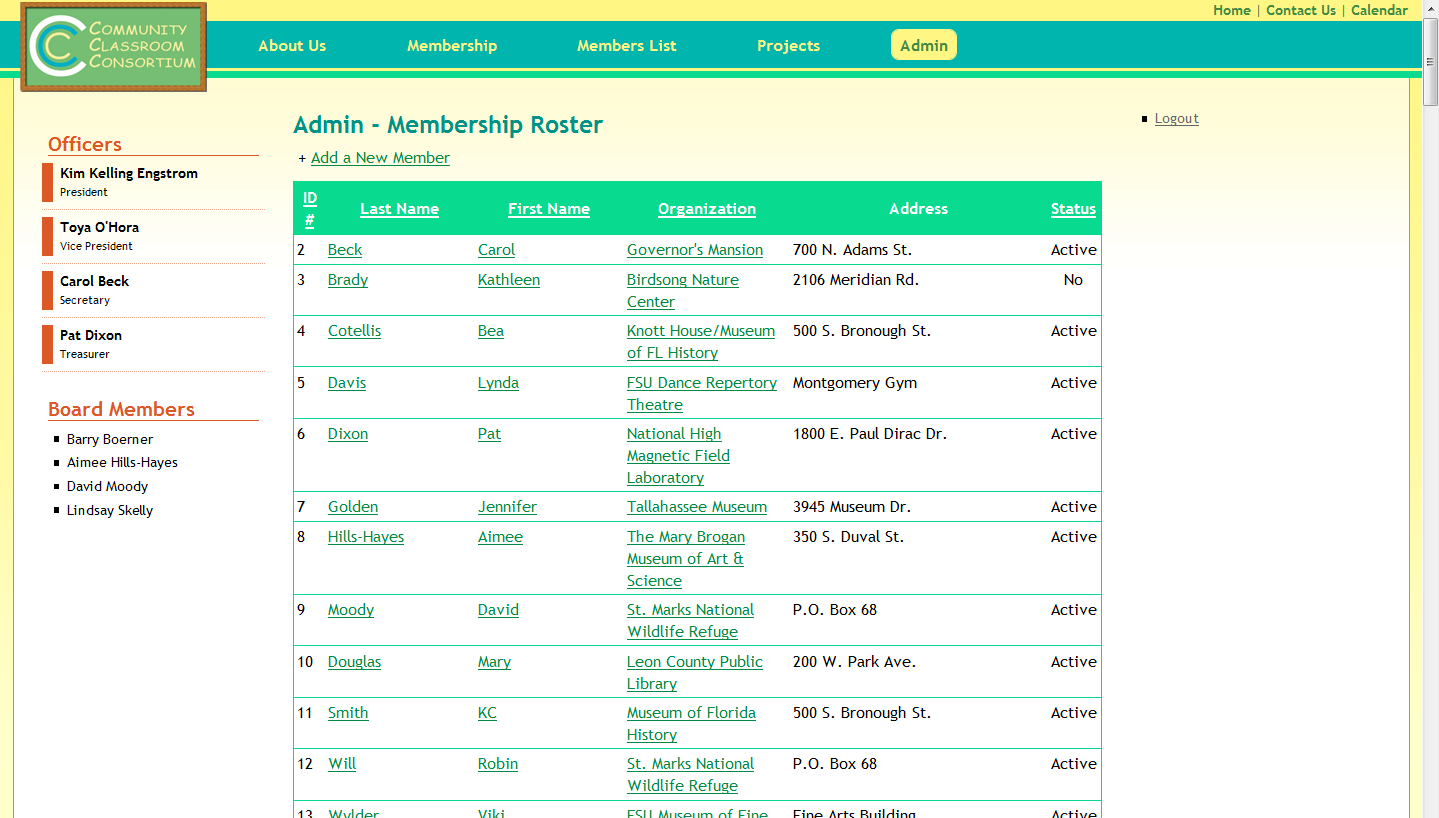 Home | Contact Us | Calendar
COMMUNITY
CLASSROOM
CONSORTIUM
About Us Membership Members List Projects Admin
Officers
Kim Kelling Engstrom
President
Toya O'Hora
Vice President
Carol Beck
Secretary
Pat Dixon
Treasurer
Board Members
Barry Boerner
Aimee Hills-Hayes
David Moody
Lindsay Skelly
Admin - Membership Roster
+ Add a New Member
ID
# Last Name First Name Organization Address Status
2 Beck Carol Governor's Mansion 700 N. Adams St. Active
3 Brady Kathleen Birdsong Nature 2106 Meridian Rd. No
Center
4 Cotellis Bea Knott House/Museum 500 S. Bronough St. Active
of FL History
5 Davis Lynda FSU Dance Repertory Montgomery Gym Active
Theatre
6 Dixon Pat National High 1800 E. Paul Dirac Dr. Active
Magnetic Field
Laboratory
7 Golden Jennifer Tallahassee Museum 3945 Museum Dr. Active
8 Hills-Hayes Aimee The Mary Brogan 350 S. Duval St. Active
Museum of Art &
Science
9 Moody David St. Marks National P.O. Box 68 Active
Wildlife Refuge
10 Douglas Mary Leon County Public 200 W. Park Ave. Active
Library
11 Smith KC Museum of Florida 500 S. Bronough St. Active
History
12 Will Robin St. Marks National P.O. Box 68 Active
Wildlife Refuge
13 Wylder Viki FSU Museum of Fine Fine Arts Building Active
Logout